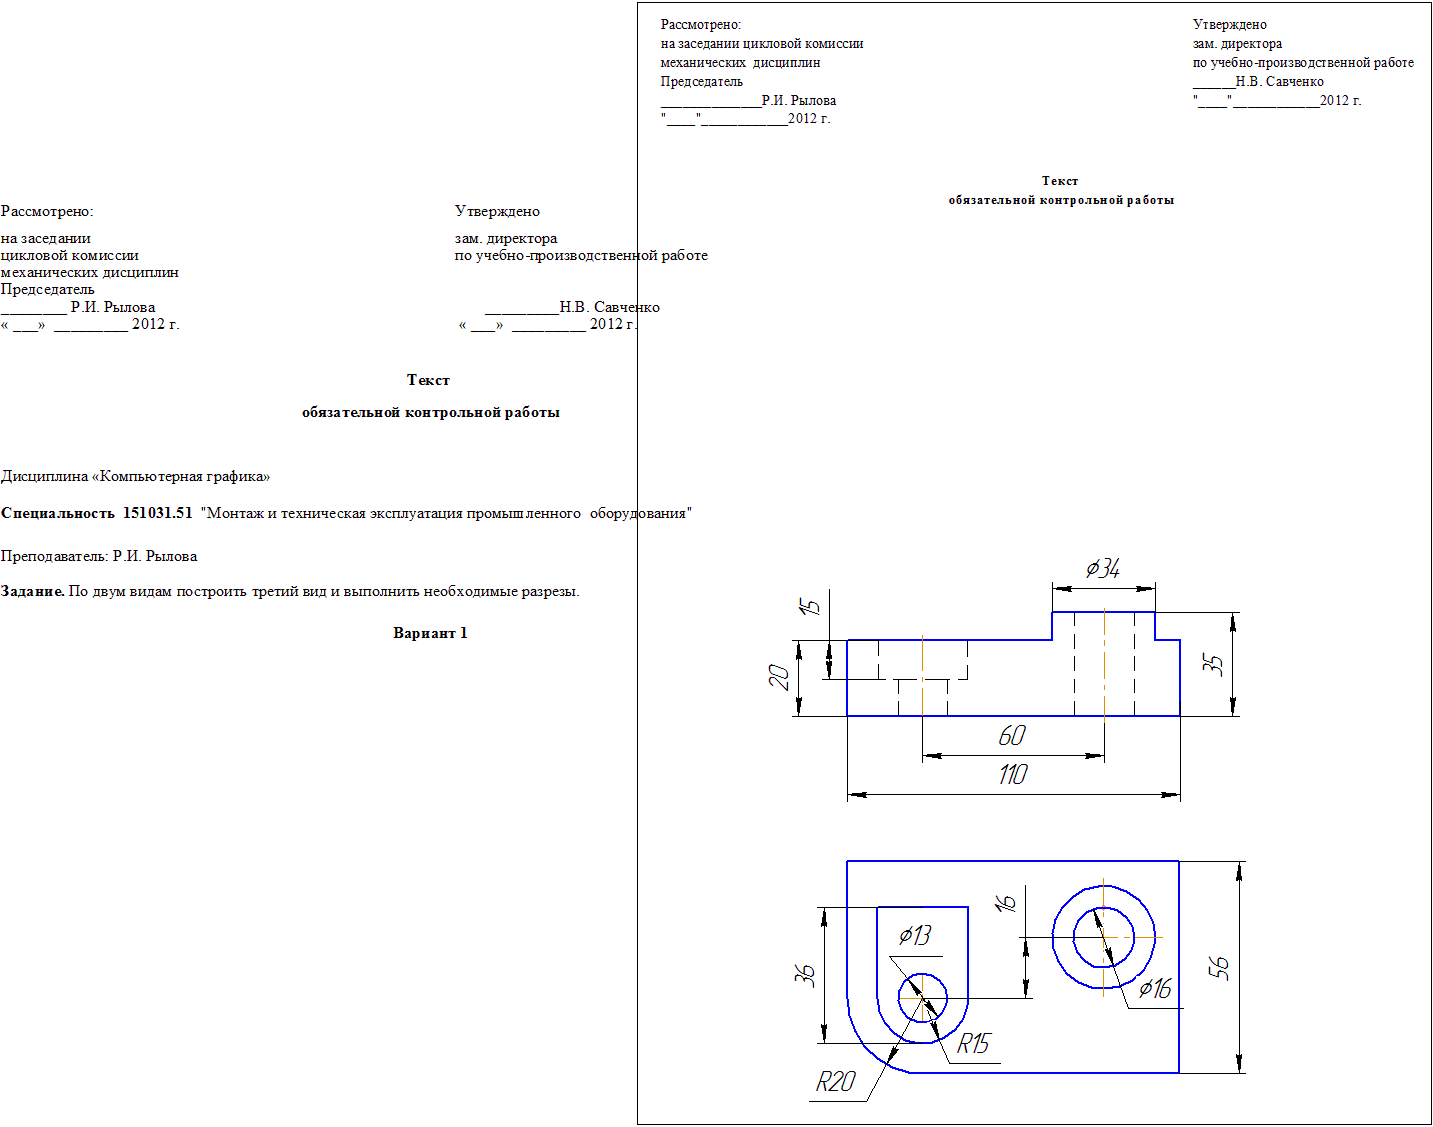 Рассмотрено:
на заседании цикловой комиссии
механических дисциплин
Председатель
______________Р.И. Рылова
"____"____________2012 г.
Утверждено
зам. директора
по учебно-производственной работе
______Н.В. Савченко
"____"____________2012 г.
Текст
обязательной контрольной работы
Рассмотрено:
на заседании
цикловой комиссии
механических дисциплин
Председатель
________ Р.И. Рылова
« ___» _________ 2012 г.
Утверждено
зам. директора
по учебно-производственной работе
_________Н.В. Савченко
« ___» _________ 2012 г.
Текст
обязательной контрольной работы
Дисциплина «Компьютерная графика»
Специальность 151031.51 "Монтаж и техническая эксплуатация промышленного оборудования"
Преподаватель: Р.И. Рылова
Задание. По двум видам построить третий вид и выполнить необходимые разрезы.
Вариант 1
⌀34
15
20
35
60
110
16
⌀13
36
56
⌀16
R15
R20